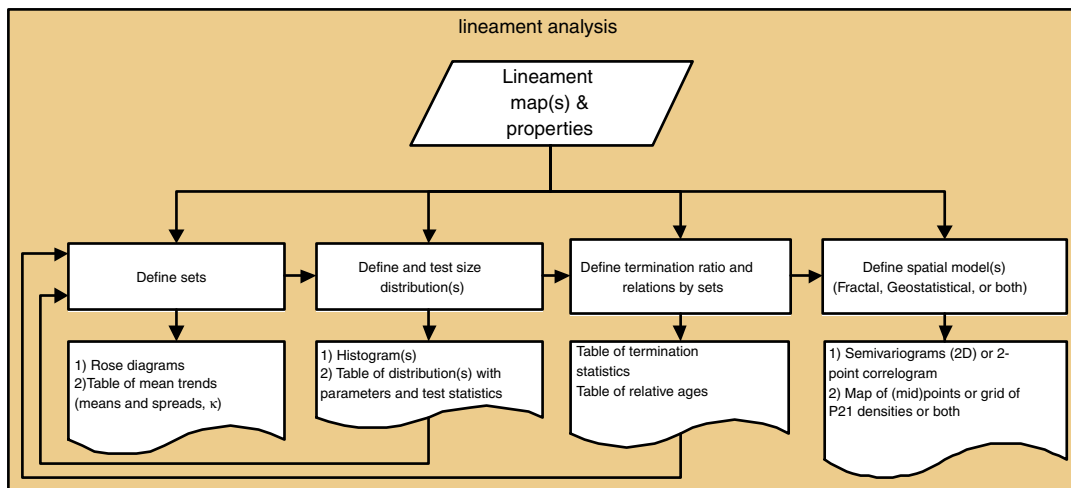 lineament analysis
Lineament
map(s) &
properties
Define sets
Define and test size
distribution(s)
Define termination ratio and
relations by sets
Define spatial model(s)
(Fractal, Geostatistical, or both)
1) Rose diagrams
2)Table of mean trends
(means and spreads, κ)
1) Histogram(s)
2) Table of distribution(s) with
parameters and test statistics
Table of termination
statistics
Table of relative ages
1) Semivariograms (2D) or 2-
point correlogram
2) Map of (mid)points or grid of
P21 densities or both